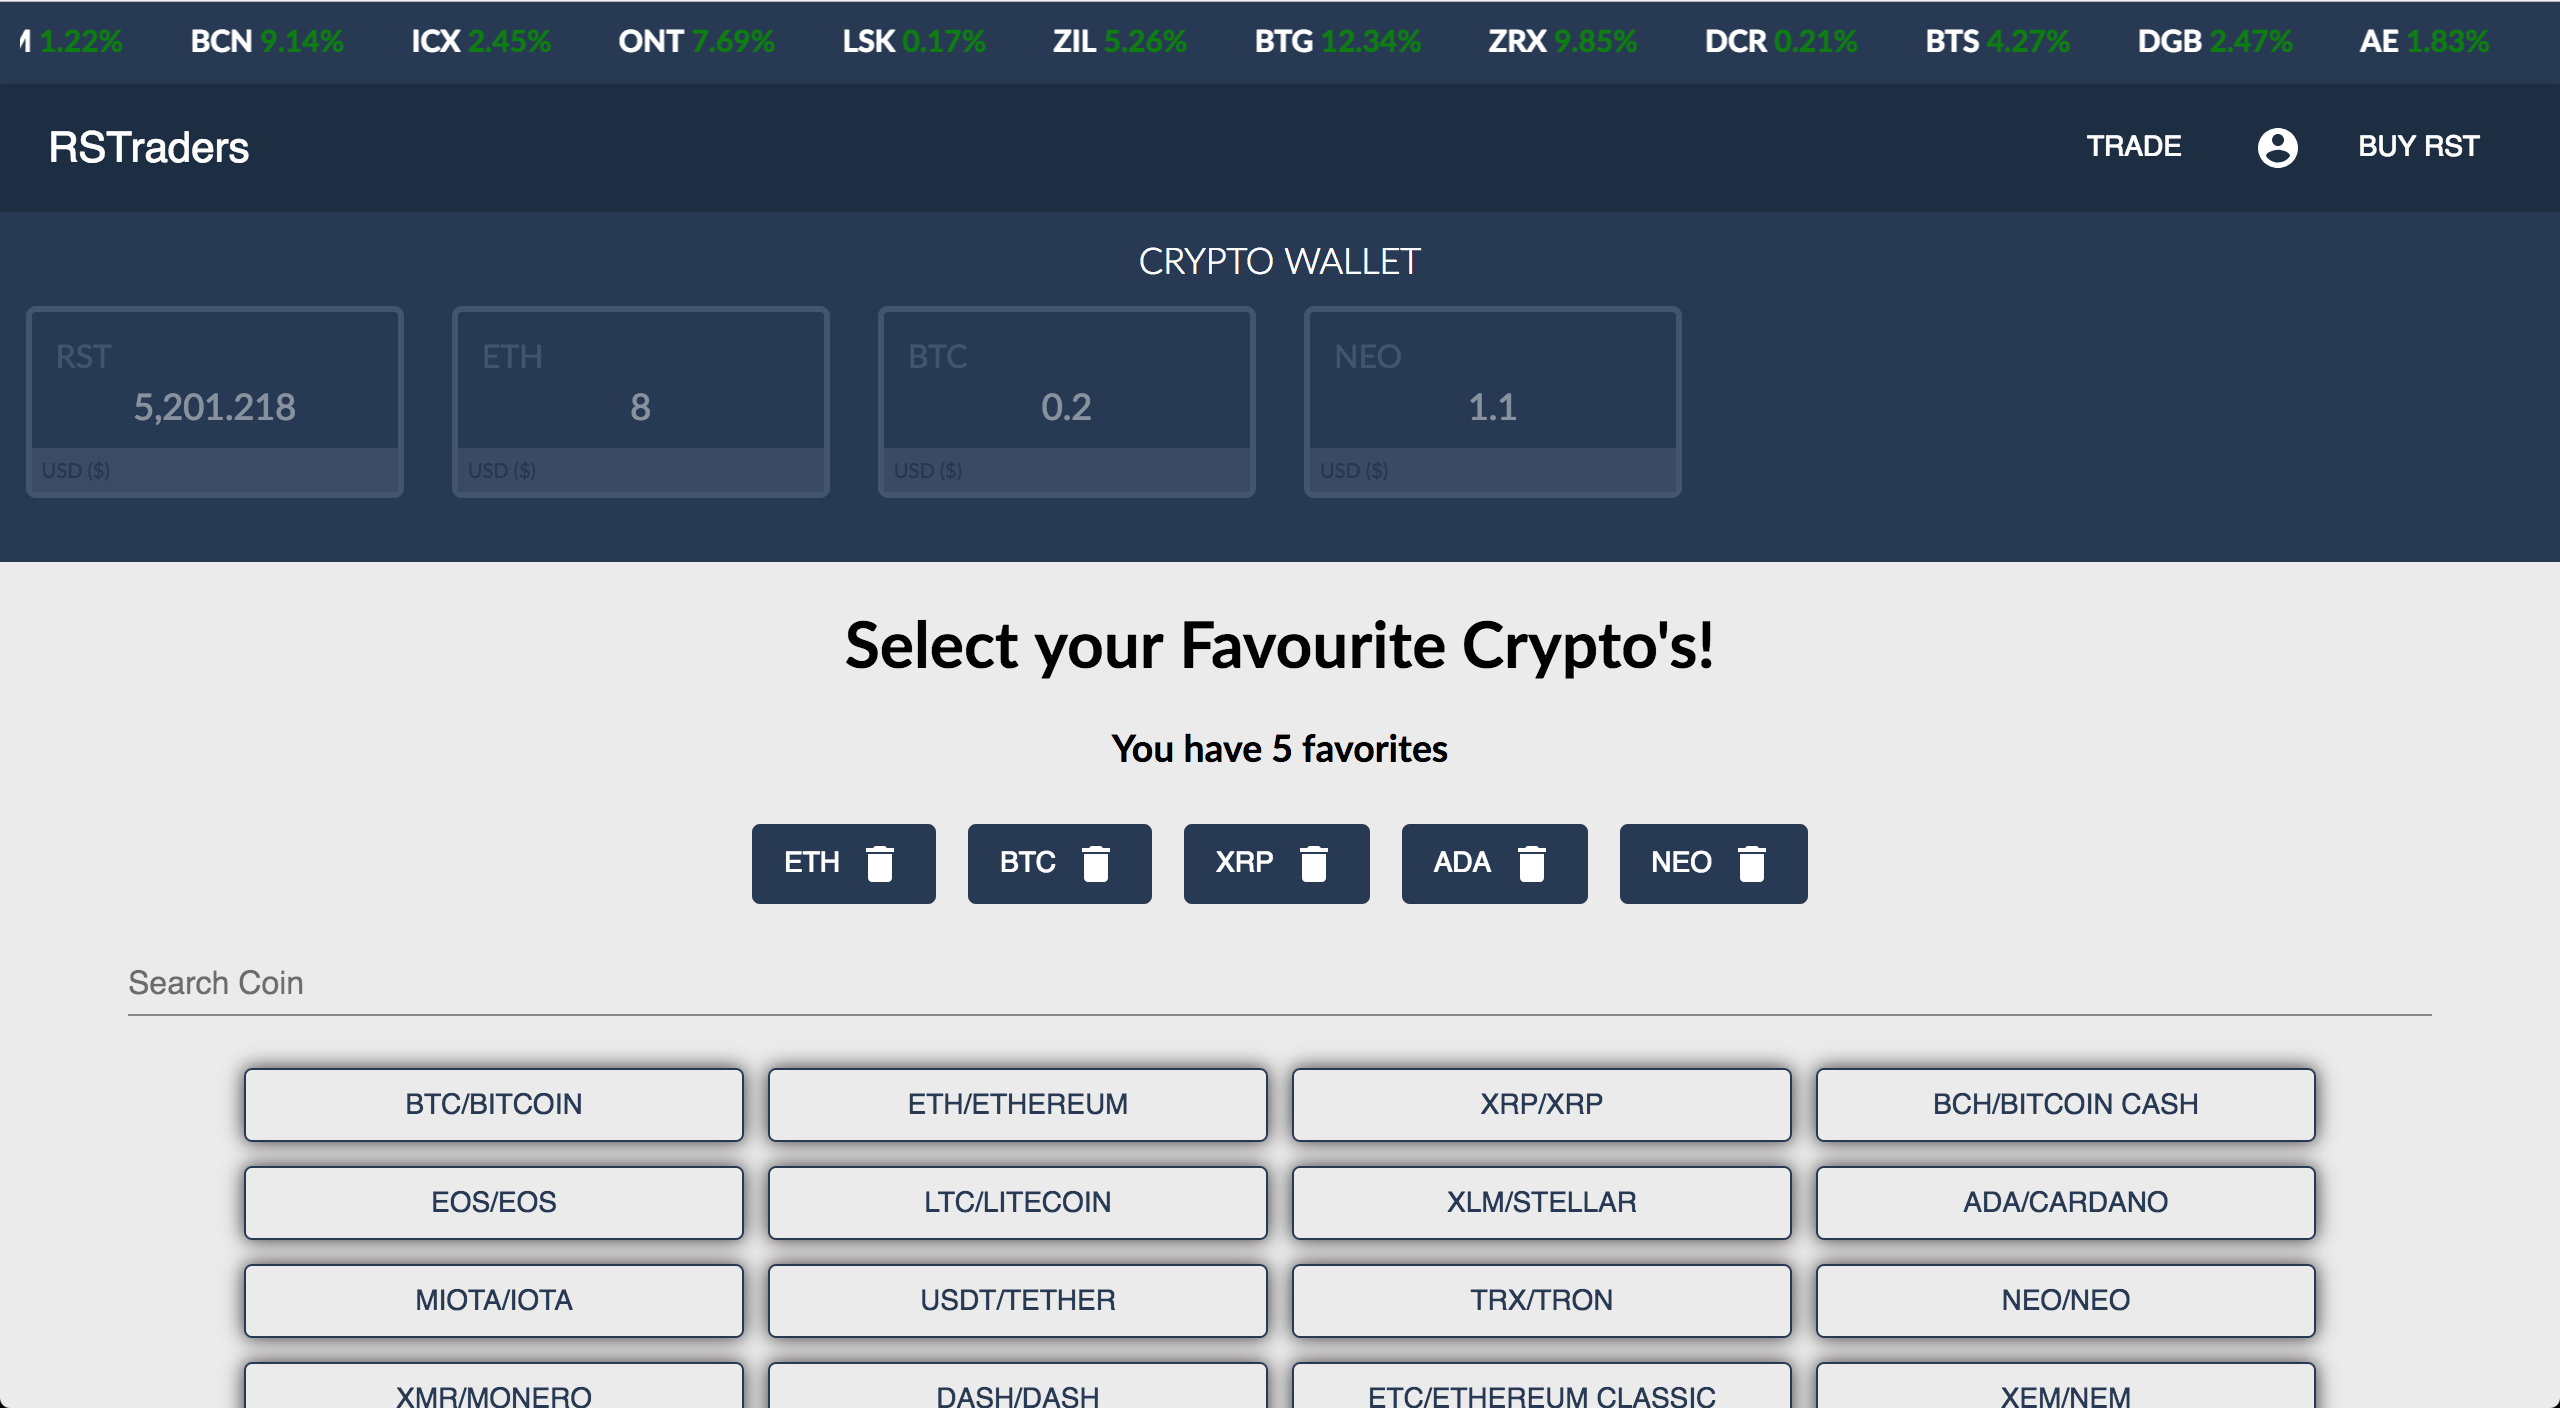 1.22% BCN 9.14% ICX 2.45% ONT 7.69% LSK 0.17% ZIL 5.26% BTG 12.34% ZRX 9.85% DCR 0.21% BTS 4.27% DGB 2.47% AE 1.83%
RSTraders TRADE BUY RST
CRYPTO WALLET
RST ETH BTC NEO
5,201.218 8 0.2 1.1
USD ($) USD ($) USD ($) USD ($)
Select your Favourite Crypto's!
You have 5 favorites
ETH BTC XRP ADA NEO
Search Coin
BTC/BITCOIN ETH/ETHEREUM XRP/XRP BCH/BITCOIN CASH
EOS/EOS LTC/LITECOIN XLM/STELLAR ADA/CARDANO
MIOTA/IOTA USDT/TETHER TRX/TRON NEO/NEO
XMR/MONERO DASH/DASH ETC/ETHEREUM CLASSIC XEM/NEM